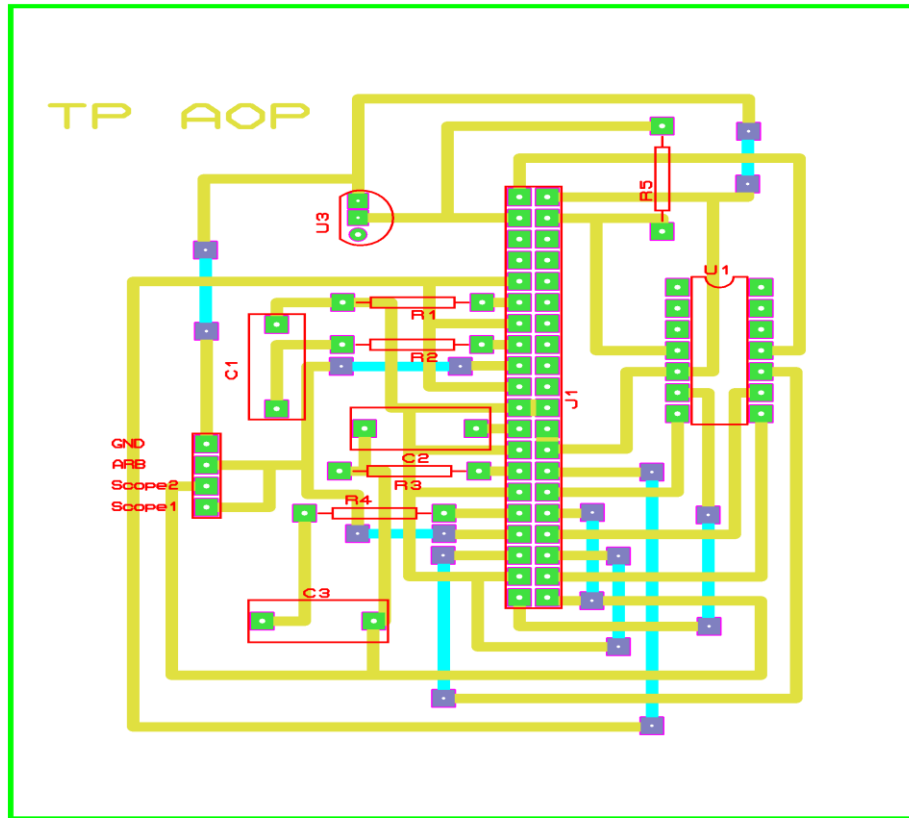 TP AOP
R5
U3
U1
R1
R2
C1
J1
GND
ARB
Scope2
Scope1
C2
R3
R4
C3